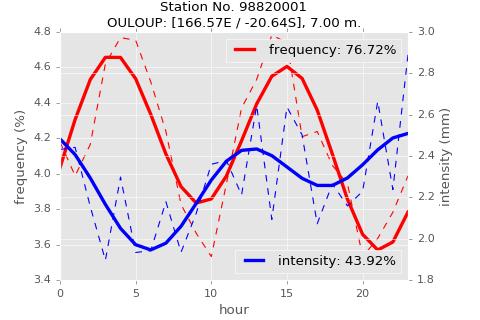 Station No. 98820001
OULOUP: [166.57E / -20.64S], 7.00 m.
frequency: 76.72%
intensity: 43.92%
frequency (%)
intensity (mm)
hour
4.8
4.6
4.4
4.2
4.0
3.8
3.6
3.4
3.0
2.8
2.6
2.4
2.2
2.0
1.8
0 5 10 15 20